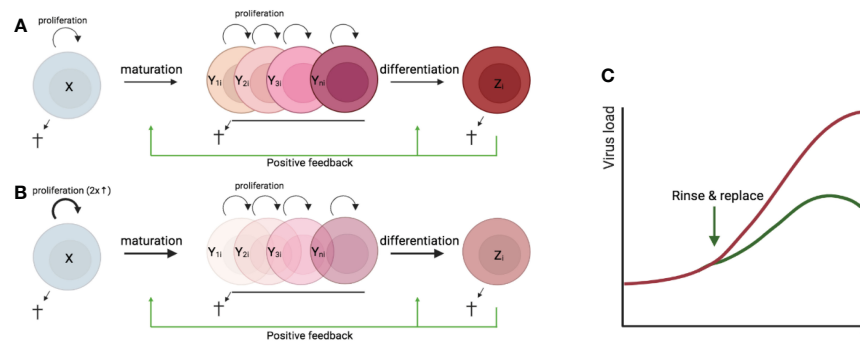 A
proliferation
proliferation
X
maturation
Y1i Y2i Y3i Yni
differentiation
Zi
†
†
†
Positive feedback
B
proliferation (2x↑)
proliferation
X
maturation
Y1i Y2i Y3i Yni
differentiation
Zi
†
†
†
Positive feedback
C
Virus load
Rinse & replace